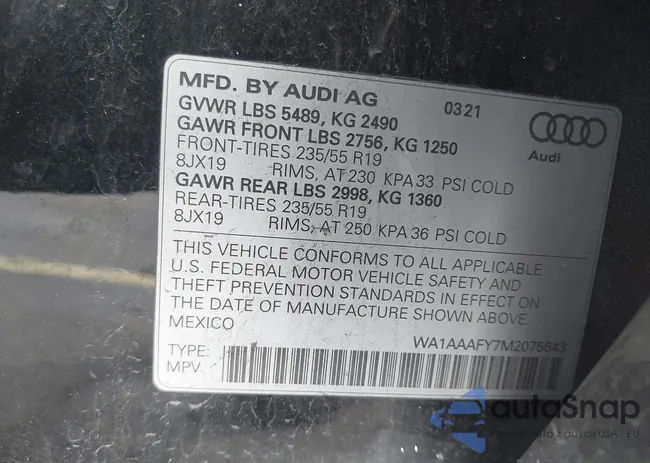 MFD. BY AUDI AG
0321
GVWR LBS 5489, KG 2490
GAWR FRONT LBS 2756, KG 1250
FRONT-TIRES 235/55 R19
8JX19 RIMS, AT 230 KPA 33 PSI COLD
GAWR REAR LBS 2998, KG 1360
REAR-TIRES 235/55 R19
8JX19 RIMS, AT 250 KPA 36 PSI COLD
Audi
THIS VEHICLE CONFORMS TO ALL APPLICABLE
U.S. FEDERAL MOTOR VEHICLE SAFETY AND
THEFT PREVENTION STANDARDS IN EFFECT ON
THE DATE OF MANUFACTURE SHOWN ABOVE.
MEXICO
WA1AAAFY7M2075643
TYPE:
MPV
autoSnap
z aukcji USA - EU